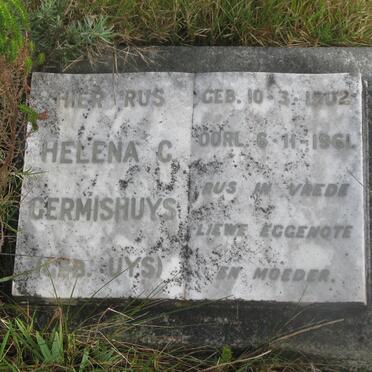 HIER RUS
HELENA C.
GERMISHUYS
(GEB. UYS)
GEB. 10-3-1902
OORL. 6-11-1961
RUS IN VREDE
LIEWE EGGENOTE
EN MOEDER.